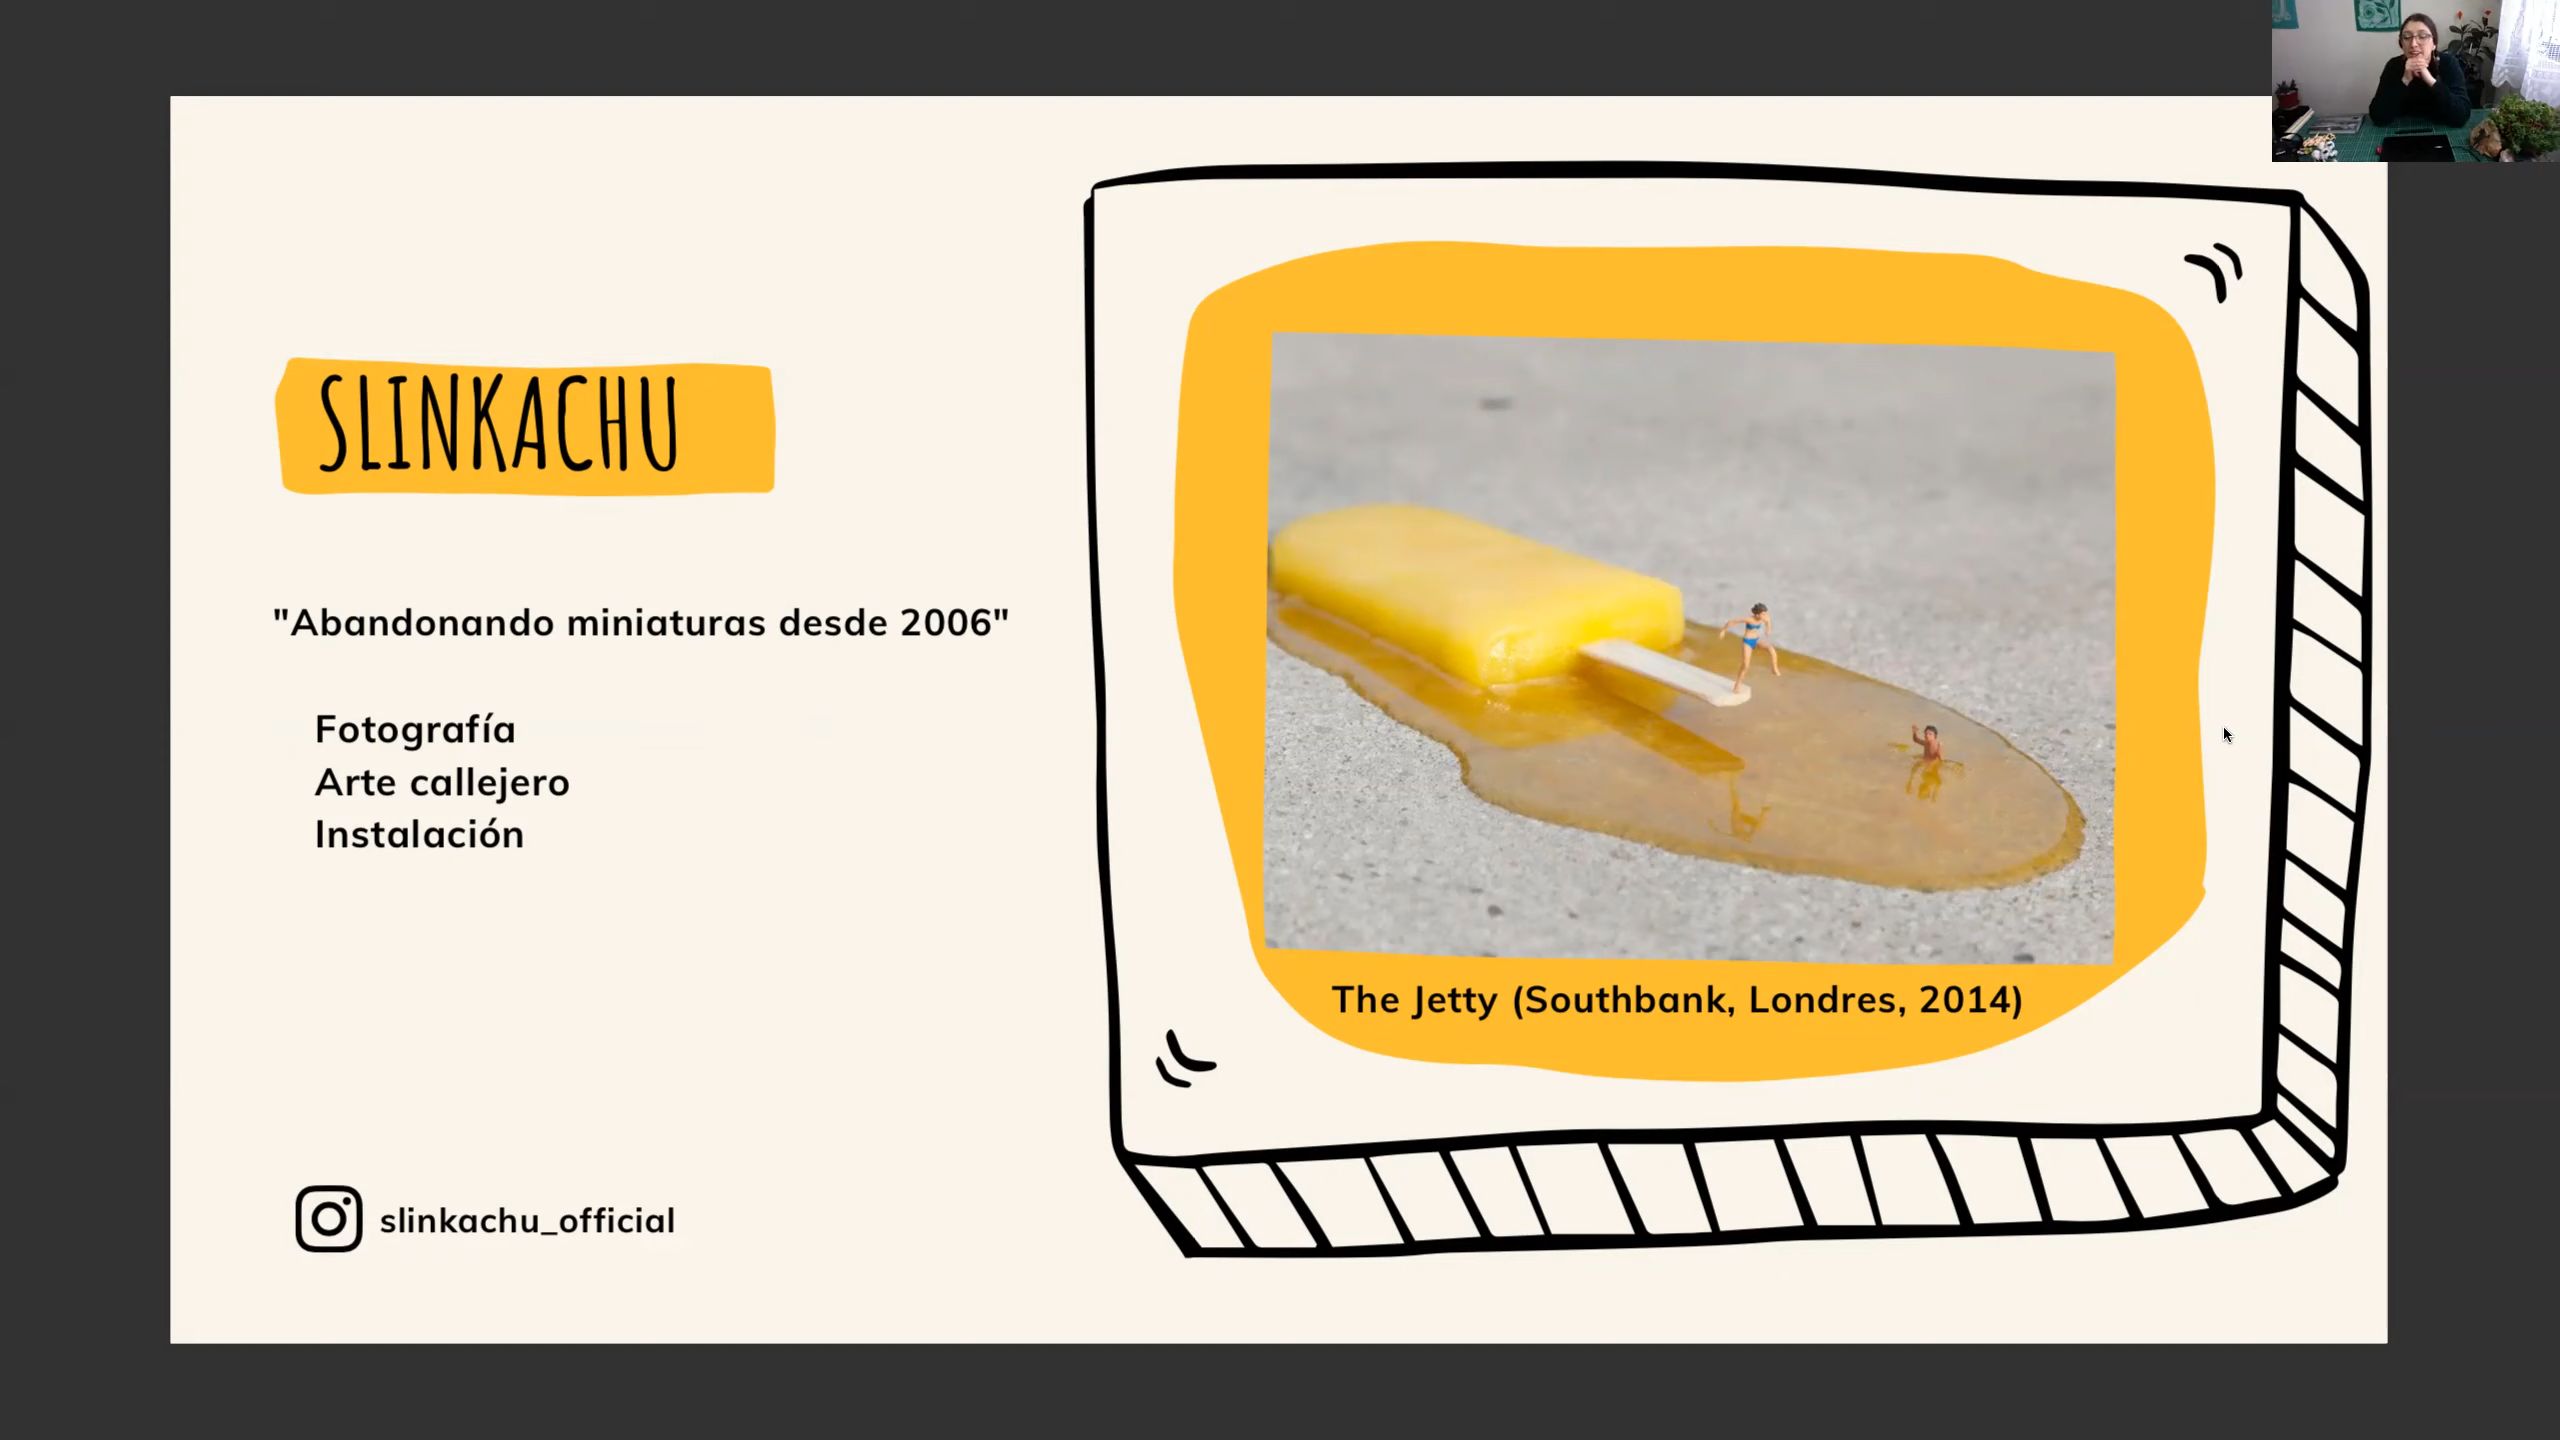 SLINKACHU
"Abandonando miniaturas desde 2006"
Fotografía
Arte callejero
Instalación
The Jetty (Southbank, Londres, 2014)
slinkachu_official